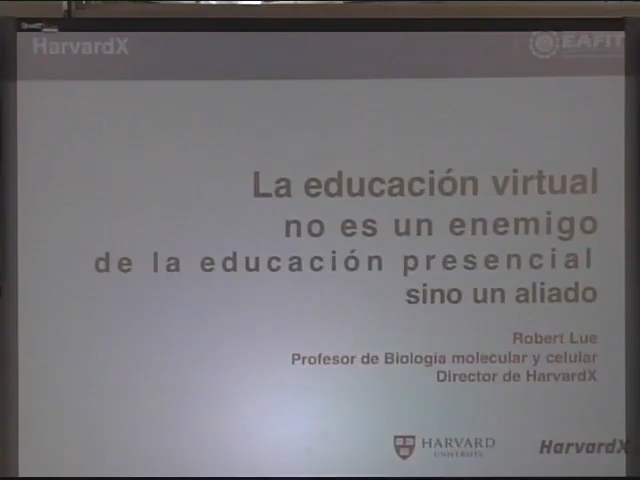 HarvardX
EAFIT
La educación virtual
no es un enemigo
de la educación presencial
sino un aliado
Robert Lue
Profesor de Biología molecular y celular
Director de HarvardX
HARVARD
UNIVERSITY
HarvardX